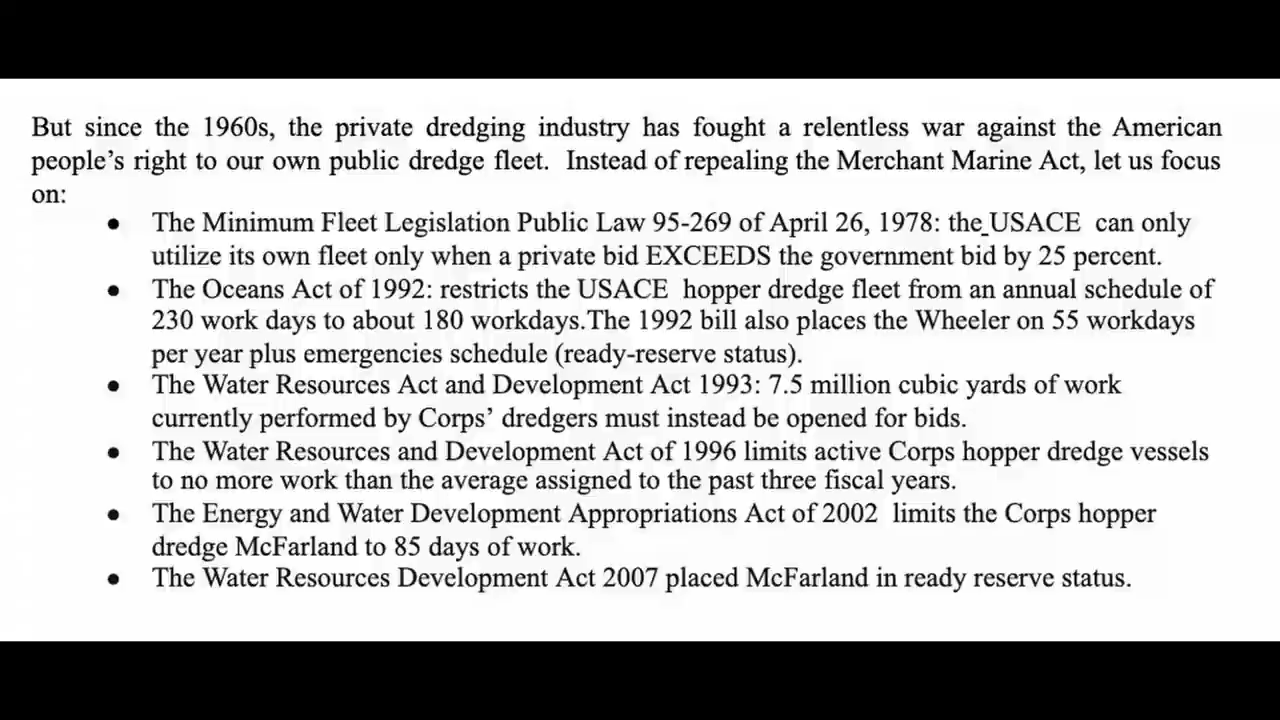 But since the 1960s, the private dredging industry has fought a relentless war against the American
people’s right to our own public dredge fleet.  Instead of repealing the Merchant Marine Act, let us focus
on:
● The Minimum Fleet Legislation Public Law 95-269 of April 26, 1978: the USACE  can only
utilize its own fleet only when a private bid EXCEEDS the government bid by 25 percent.
● The Oceans Act of 1992: restricts the USACE  hopper dredge fleet from an annual schedule of
230 work days to about 180 workdays.The 1992 bill also places the Wheeler on 55 workdays
per year plus emergencies schedule (ready-reserve status).
● The Water Resources Act and Development Act 1993: 7.5 million cubic yards of work
currently performed by Corps’ dredgers must instead be opened for bids.
● The Water Resources and Development Act of 1996 limits active Corps hopper dredge vessels
to no more work than the average assigned to the past three fiscal years.
● The Energy and Water Development Appropriations Act of 2002  limits the Corps hopper
dredge McFarland to 85 days of work.
● The Water Resources Development Act 2007 placed McFarland in ready reserve status.